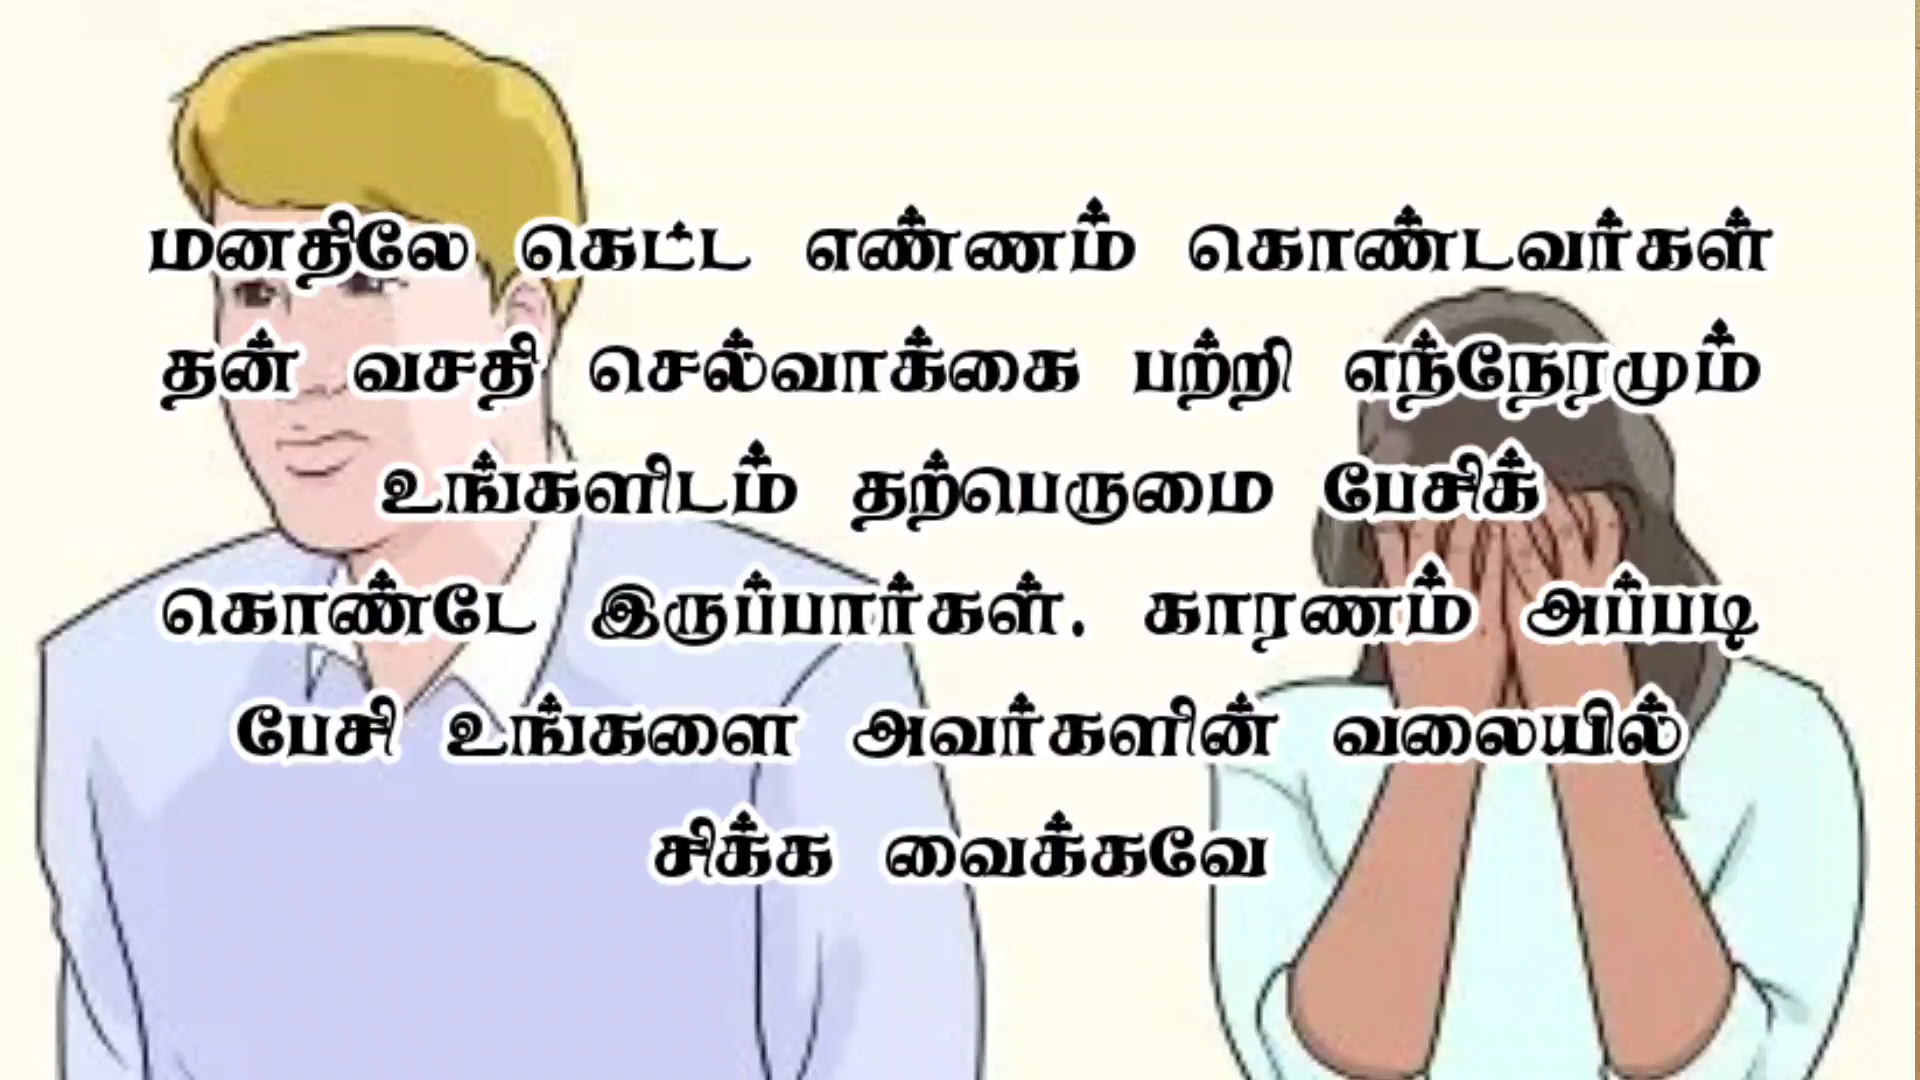 மனதிலே கெட்ட எண்ணம் கொண்டவர்கள்
தன் வசதி செல்வாக்கை பற்றி எந்நேரமும்
உங்களிடம் தற்பெருமை பேசிக்
கொண்டே இருப்பார்கள். காரணம் அப்படி
பேசி உங்களை அவர்களின் வலையில்
சிக்க வைக்கவே